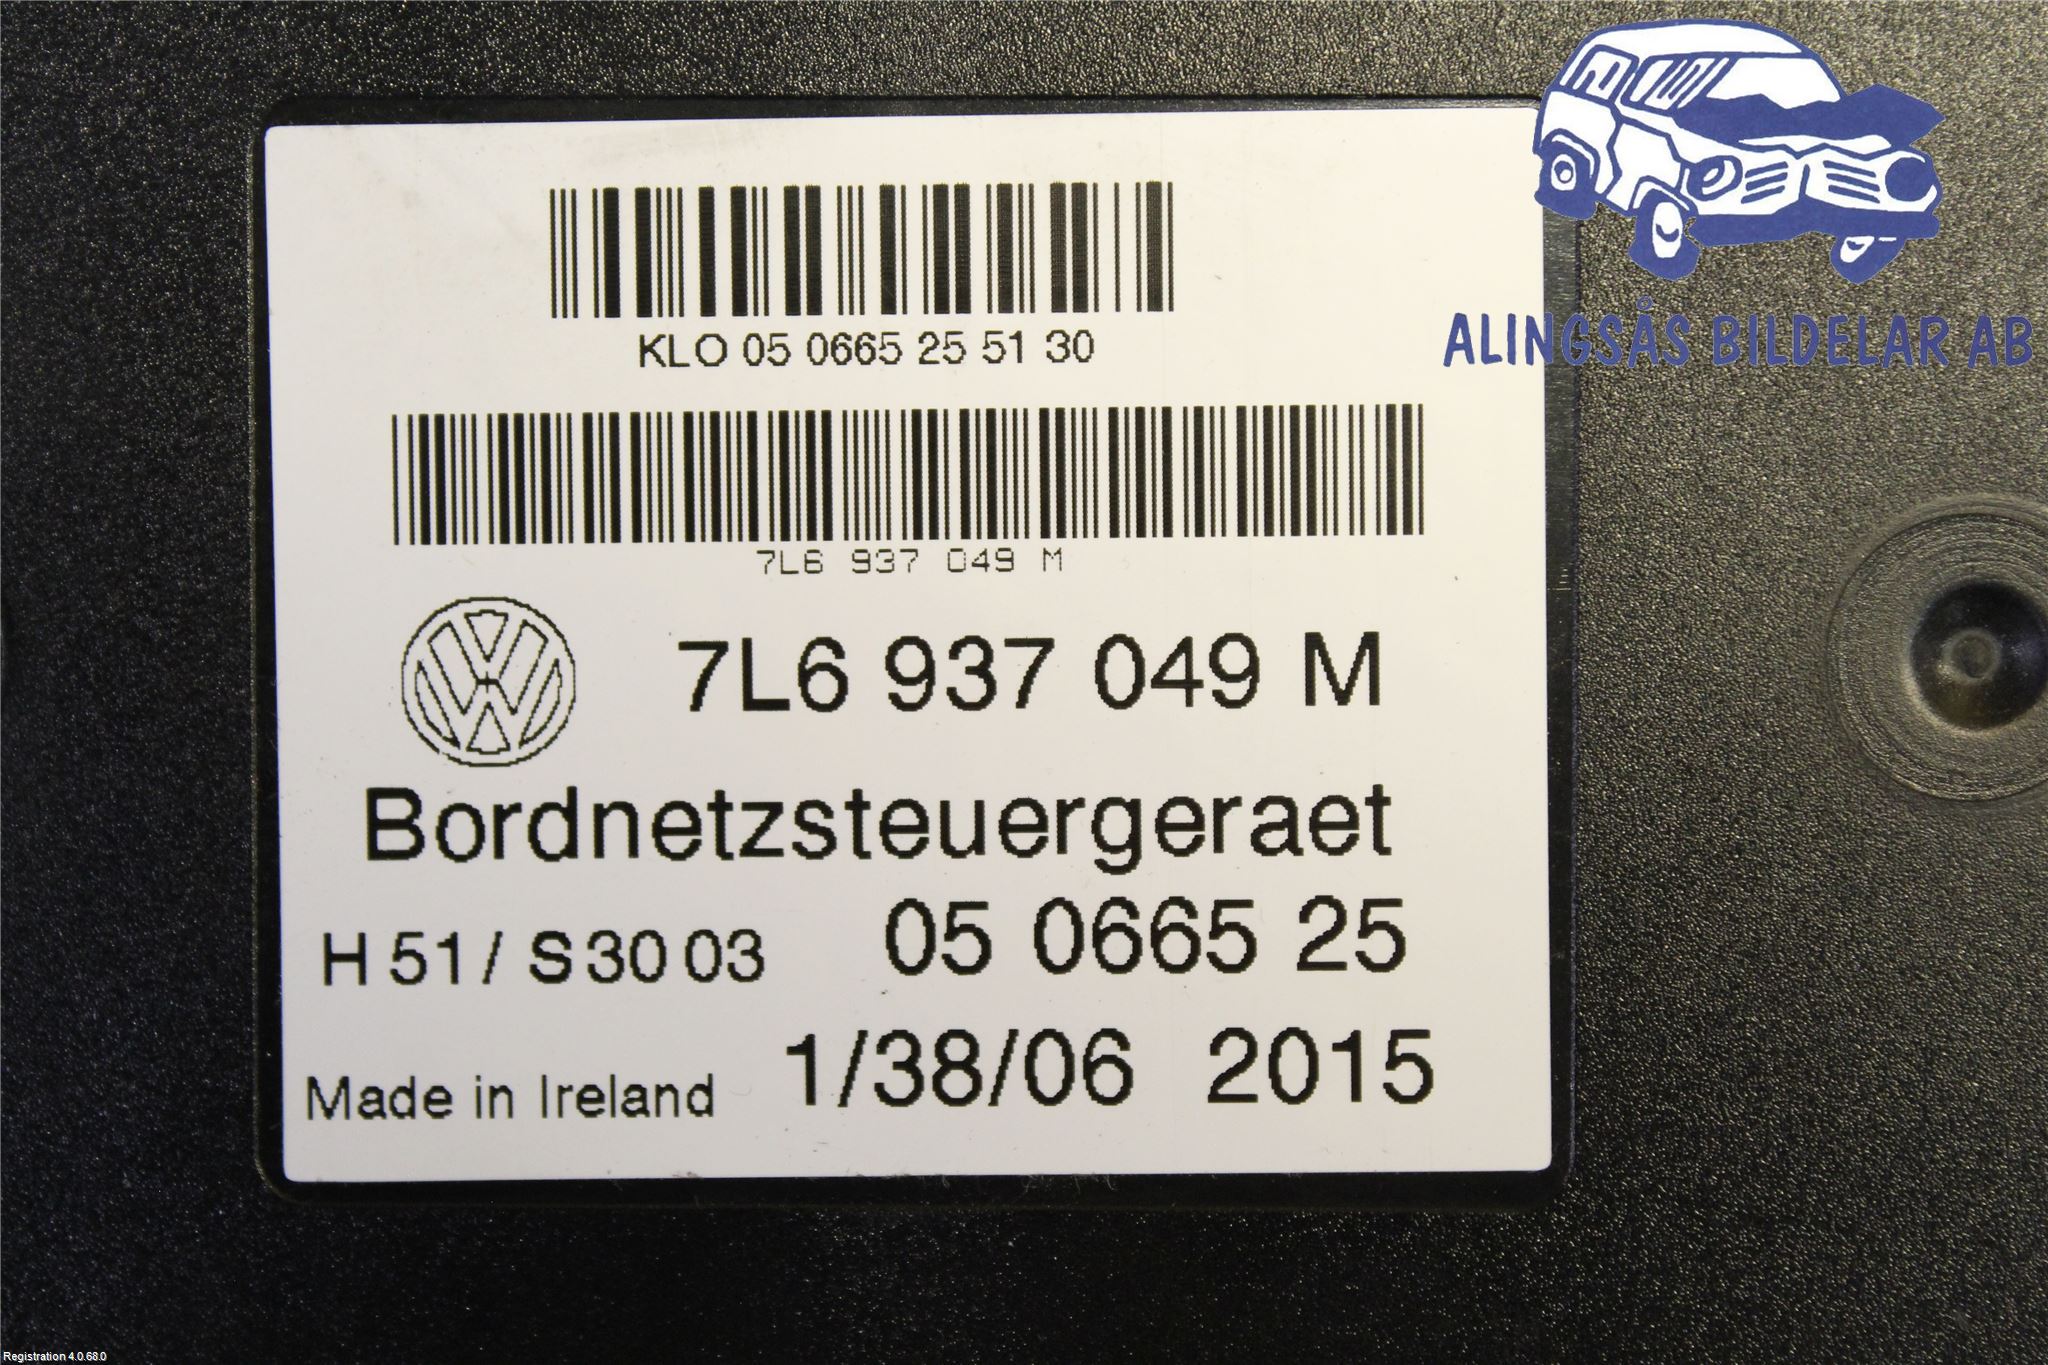 ALINGSÅS BILDELAR AB
KLO 05 0665 25 51 30
7L6 937 049 M
7L6 937 049 M
Bordnetzsteuergeraet
H 51 / S 30 03 05 0665 25
Made in Ireland 1/38/06 2015
Registration 4.0.68.0